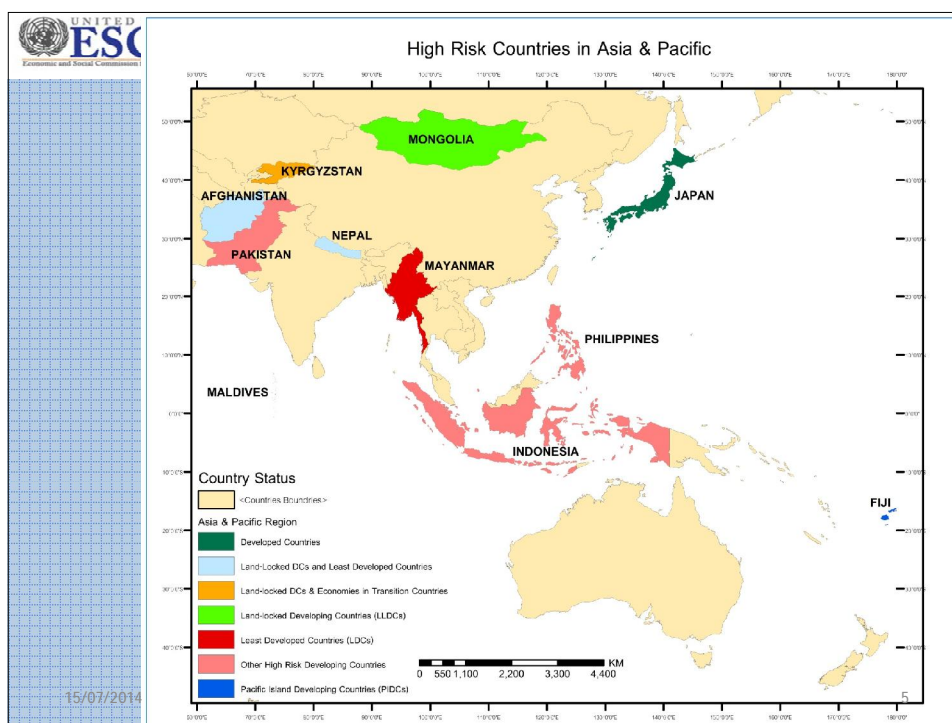 UNITED
ESC
Economic and Social Commission
High Risk Countries in Asia & Pacific
MONGOLIA
KYRGYZSTAN
AFGHANISTAN
JAPAN
NEPAL
PAKISTAN
MAYANMAR
PHILIPPINES
MALDIVES
INDONESIA
FIJI
Country Status
<Countries Boundries>
Asia & Pacific Region
Developed Countries
Land-Locked DCs and Least Developed Countries
Land-locked DCs & Economies in Transition Countries
Land-locked Developing Countries (LLDCs)
Least Developed Countries (LDCs)
Other High Risk Developing Countries
Pacific Island Developing Countries (PIDCs)
KM
0 550 1,100 2,200 3,300 4,400
15/07/2014
5